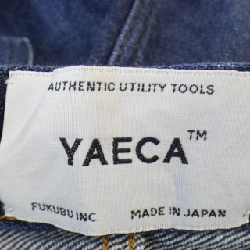 AUTHENTIC UTILITY TOOLS
YAECA™
FUKUBU INC. MADE IN JAPAN